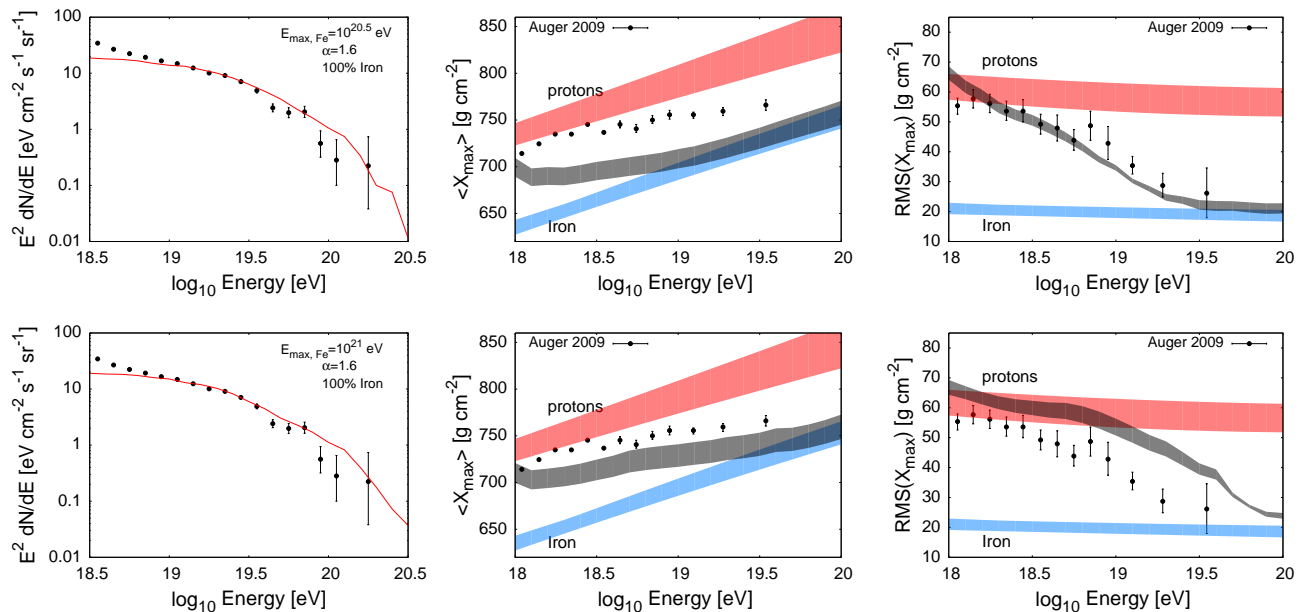 E² dN/dE [eV cm⁻² s⁻¹ sr⁻¹]
100
10
1
0.1
0.01
18.5 19 19.5 20 20.5
log₁₀ Energy [eV]
E_max, Fe=10^20.5 eV
α=1.6
100% Iron
<X_max> [g cm⁻²]
850
800
750
700
650
18 18.5 19 19.5 20
log₁₀ Energy [eV]
Auger 2009
protons
Iron
RMS(X_max) [g cm⁻²]
80
70
60
50
40
30
20
10
18 18.5 19 19.5 20
log₁₀ Energy [eV]
Auger 2009
protons
Iron
E² dN/dE [eV cm⁻² s⁻¹ sr⁻¹]
100
10
1
0.1
0.01
18.5 19 19.5 20 20.5
log₁₀ Energy [eV]
E_max, Fe=10^21 eV
α=1.6
100% Iron
<X_max> [g cm⁻²]
850
800
750
700
650
18 18.5 19 19.5 20
log₁₀ Energy [eV]
Auger 2009
protons
Iron
RMS(X_max) [g cm⁻²]
80
70
60
50
40
30
20
10
18 18.5 19 19.5 20
log₁₀ Energy [eV]
Auger 2009
protons
Iron